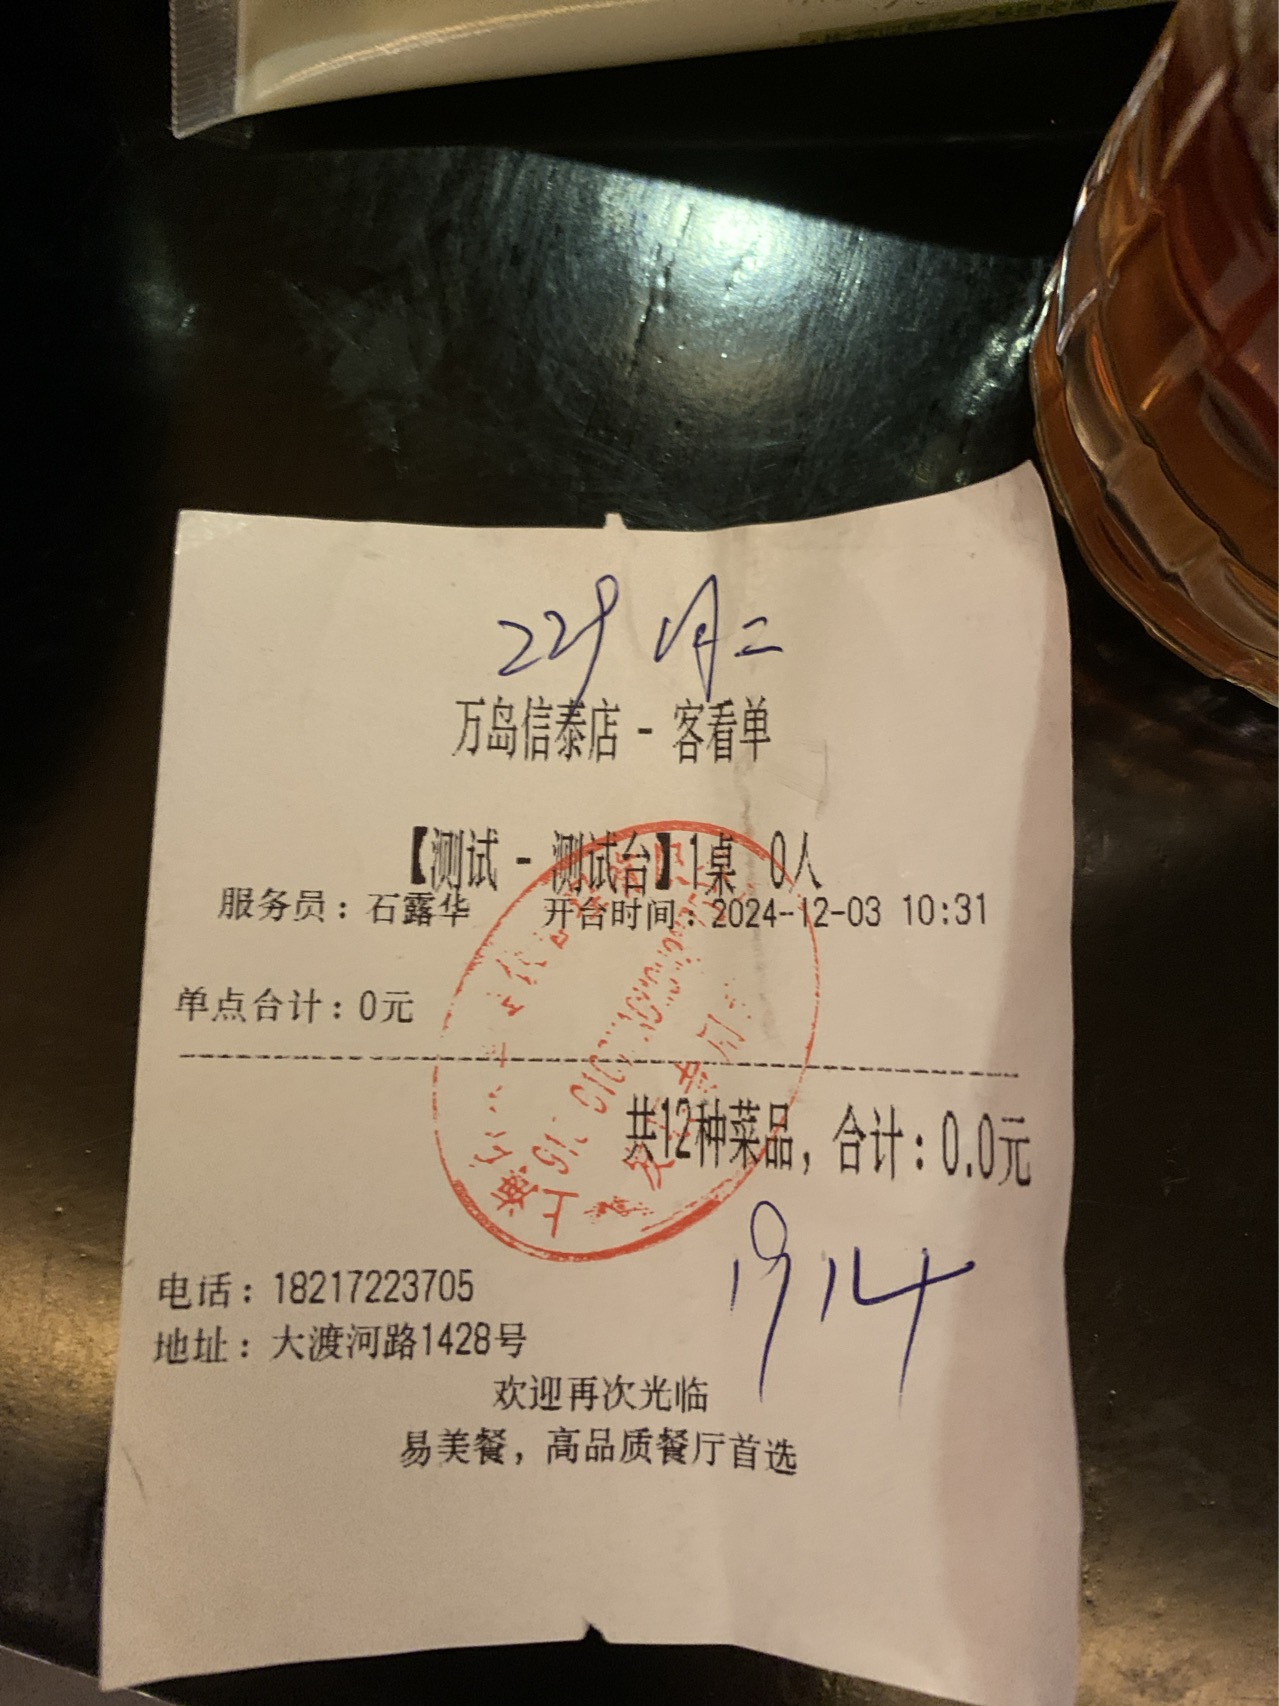 229
万岛信泰店 - 客看单
【测试 - 测试台】1桌 0人
服务员：石露华 开台时间：2024-12-03 10:31
单点合计：0元
共12种菜品，合计：0.0元
电话：18217223705
地址：大渡河路1428号
欢迎再次光临
易美餐，高品质餐厅首选
上海